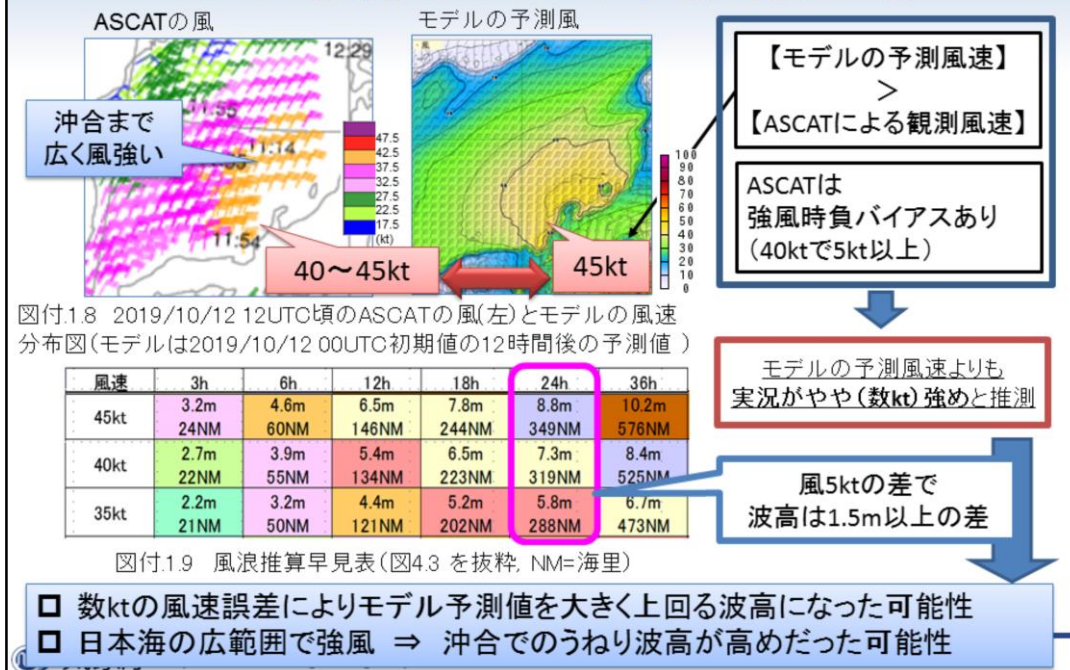 ASCATの風
モデルの予測風
12:29
11:55
11:14
11:54
沖合まで
広く風強い
47.5
42.5
37.5
32.5
27.5
22.5
17.5
(kt)
風
100
90
80
70
60
50
40
30
20
10
0
40～45kt
45kt
【モデルの予測風速】
＞
【ASCATによる観測風速】
ASCATは
強風時負バイアスあり
(40ktで5kt以上)
図付.1.8 2019/10/12 12UTC頃のASCATの風(左)とモデルの風速
分布図(モデルは2019/10/12 00UTC初期値の12時間後の予測値 )
モデルの予測風速よりも
実況がやや(数kt)強めと推測
風速 3h 6h 12h 18h 24h 36h
45kt 3.2m 4.6m 6.5m 7.8m 8.8m 10.2m
24NM 60NM 146NM 244NM 349NM 576NM
40kt 2.7m 3.9m 5.4m 6.5m 7.3m 8.4m
22NM 55NM 134NM 223NM 319NM 525NM
35kt 2.2m 3.2m 4.4m 5.2m 5.8m 6.7m
21NM 50NM 121NM 202NM 288NM 473NM
風5ktの差で
波高は1.5m以上の差
図付.1.9 風浪推算早見表(図4.3 を抜粋, NM=海里)
□ 数ktの風速誤差によりモデル予測値を大きく上回る波高になった可能性
□ 日本海の広範囲で強風 ⇒ 沖合でのうねり波高が高めだった可能性